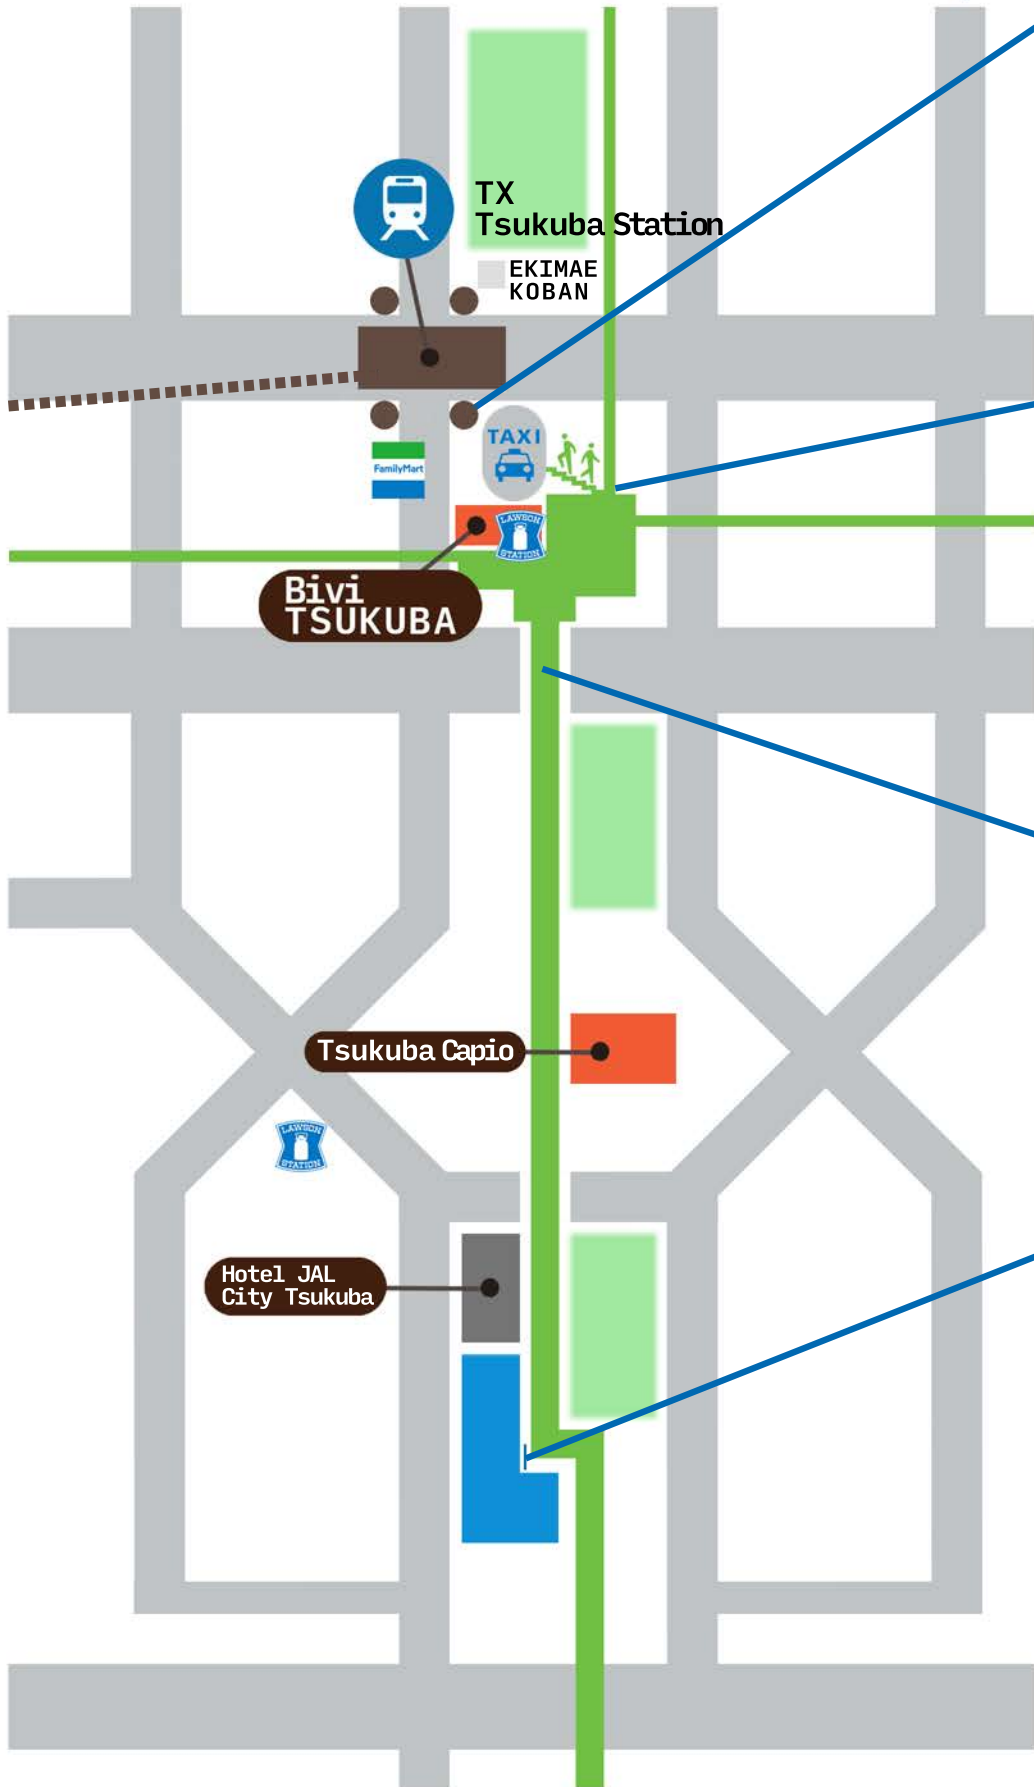 TX
Tsukuba Station
EKIMAE
KOBAN
TAXI
FamilyMart
LAWSON
STATION
Bivi
TSUKUBA
Tsukuba Capio
LAWSON
STATION
Hotel JAL
City Tsukuba